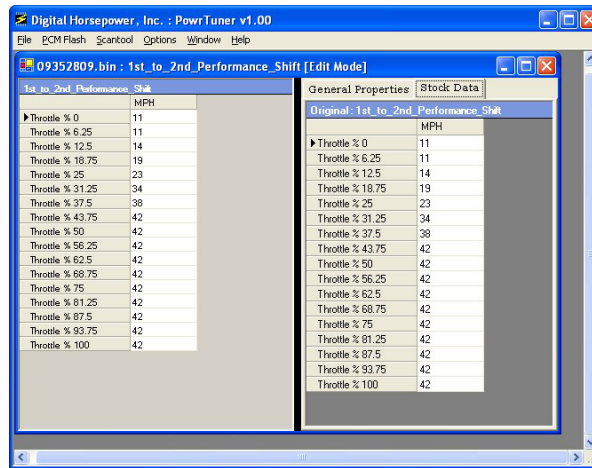 Digital Horsepower, Inc. : PowrTuner v1.00
File PCM Flash Scantool Options Window Help
09352809.bin : 1st_to_2nd_Performance_Shift [Edit Mode]
1st_to_2nd_Performance_Shift
MPH
Throttle % 0 11
Throttle % 6.25 11
Throttle % 12.5 14
Throttle % 18.75 19
Throttle % 25 23
Throttle % 31.25 34
Throttle % 37.5 38
Throttle % 43.75 42
Throttle % 50 42
Throttle % 56.25 42
Throttle % 62.5 42
Throttle % 68.75 42
Throttle % 75 42
Throttle % 81.25 42
Throttle % 87.5 42
Throttle % 93.75 42
Throttle % 100 42
General Properties Stock Data
Original: 1st_to_2nd_Performance_Shift
MPH
Throttle % 0 11
Throttle % 6.25 11
Throttle % 12.5 14
Throttle % 18.75 19
Throttle % 25 23
Throttle % 31.25 34
Throttle % 37.5 38
Throttle % 43.75 42
Throttle % 50 42
Throttle % 56.25 42
Throttle % 62.5 42
Throttle % 68.75 42
Throttle % 75 42
Throttle % 81.25 42
Throttle % 87.5 42
Throttle % 93.75 42
Throttle % 100 42